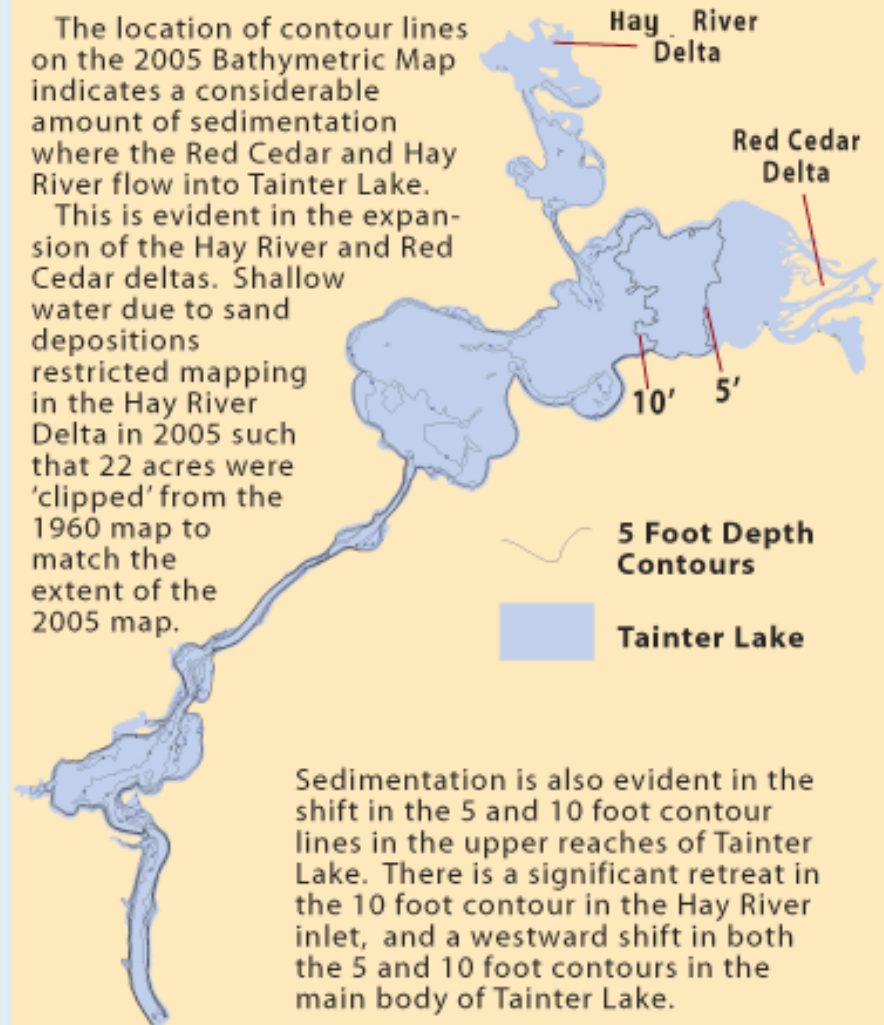 The location of contour lines
on the 2005 Bathymetric Map
indicates a considerable
amount of sedimentation
where the Red Cedar and Hay
River flow into Tainter Lake.
This is evident in the expan-
sion of the Hay River and Red
Cedar deltas. Shallow
water due to sand
depositions
restricted mapping
in the Hay River
Delta in 2005 such
that 22 acres were
'clipped' from the
1960 map to
match the
extent of the
2005 map.
Hay River
Delta
Red Cedar
Delta
10'
5'
5 Foot Depth
Contours
Tainter Lake
Sedimentation is also evident in the
shift in the 5 and 10 foot contour
lines in the upper reaches of Tainter
Lake. There is a significant retreat in
the 10 foot contour in the Hay River
inlet, and a westward shift in both
the 5 and 10 foot contours in the
main body of Tainter Lake.